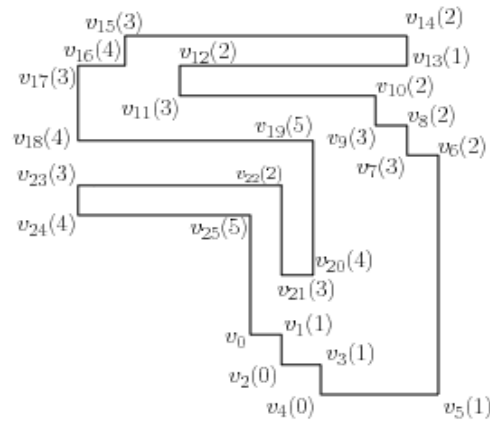 v15(3) v14(2)
v16(4) v12(2) v13(1)
v17(3) v10(2)
v11(3) v8(2)
v18(4) v19(5) v9(3) v6(2)
v7(3)
v23(3) v22(2)
v24(4) v25(5)
v20(4)
v21(3)
v0 v1(1)
v3(1)
v2(0)
v4(0) v5(1)